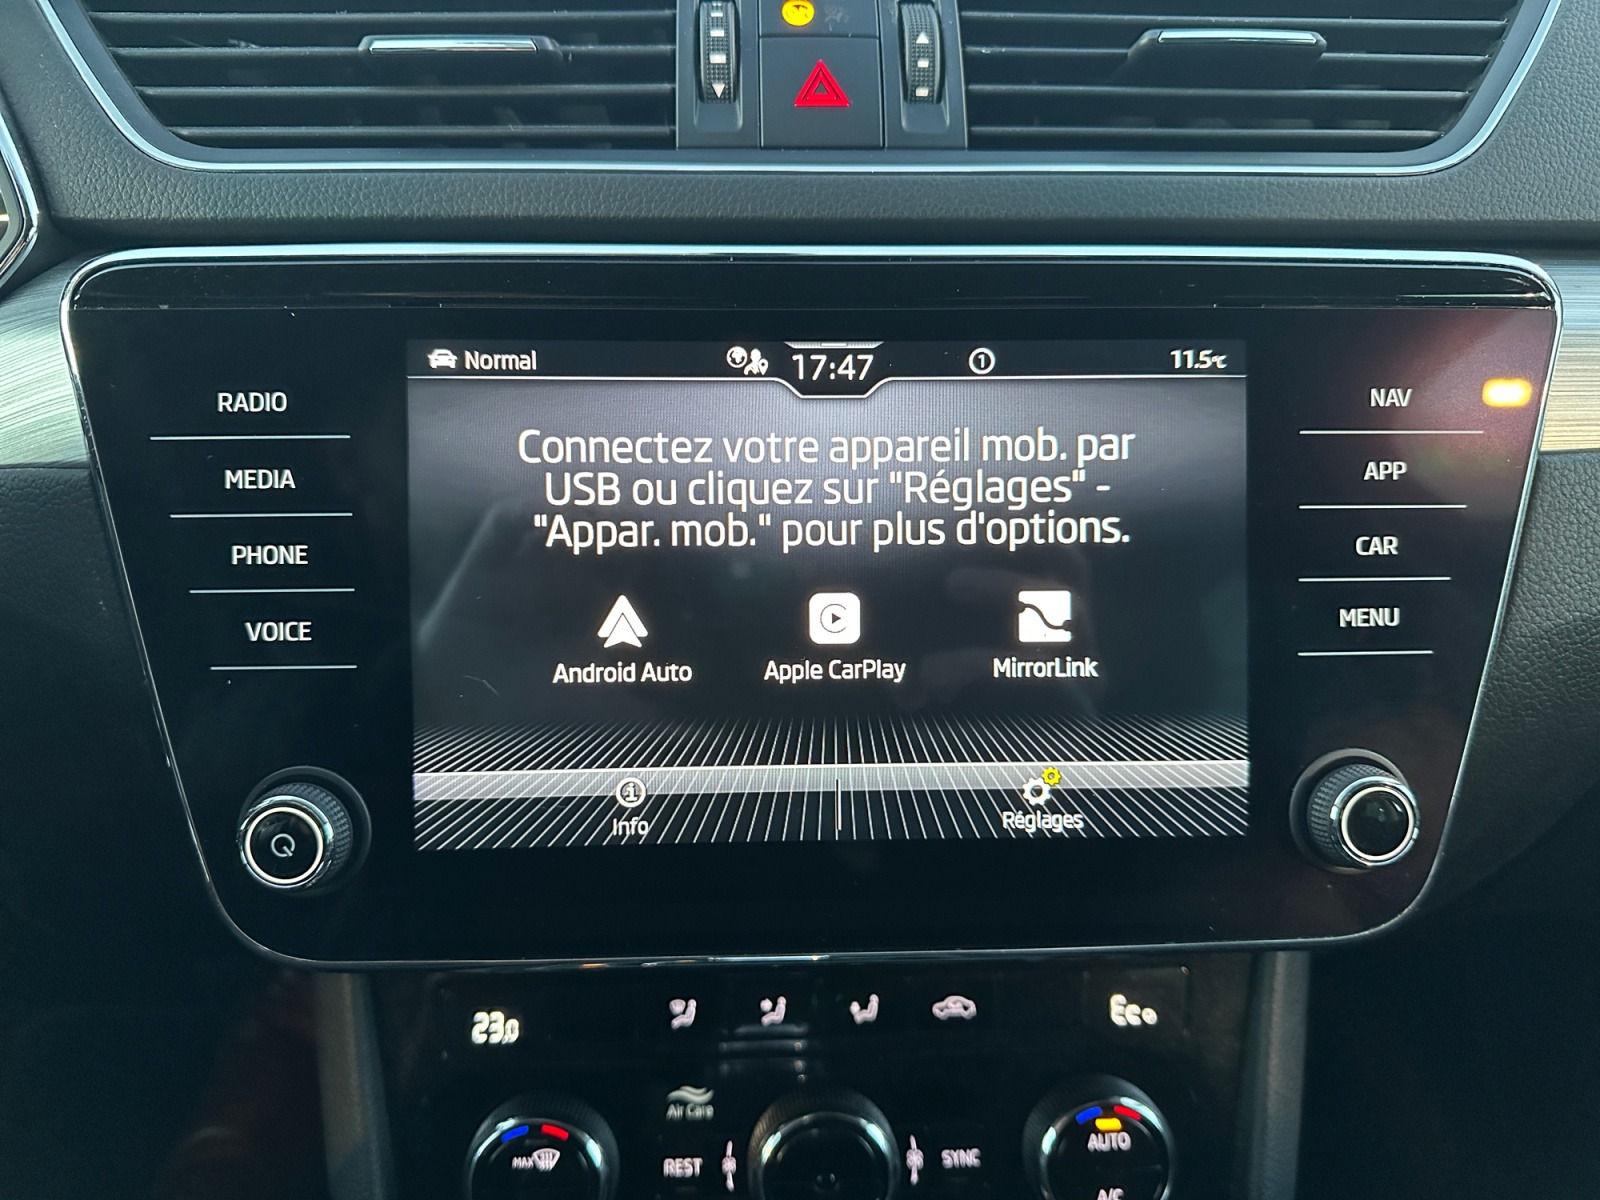 Normal 17:47 1 11.5°C
RADIO
MEDIA
PHONE
VOICE
Connectez votre appareil mob. par
USB ou cliquez sur "Réglages" -
"Appar. mob." pour plus d'options.
Android Auto Apple CarPlay MirrorLink
Info Réglages
NAV
APP
CAR
MENU
23.0
Air Care
MAX
REST
SYNC
AUTO
A/C